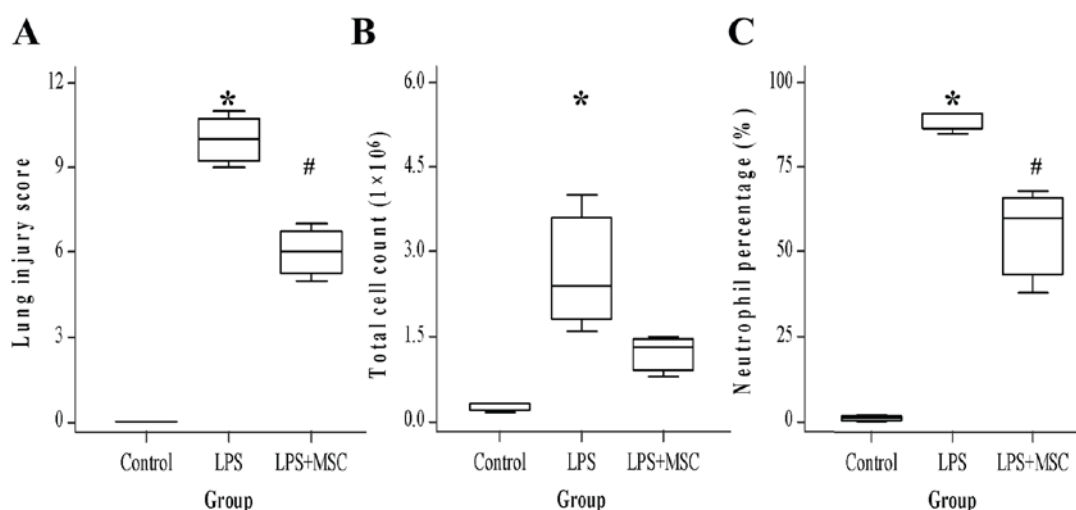 A
Lung injury score
12
9
6
3
0
*
#
Control LPS LPS+MSC
Group
B
Total cell count (1×10⁶)
6.0
4.5
3.0
1.5
0.0
*
Control LPS LPS+MSC
Group
C
Neutrophil percentage (%)
100
75
50
25
0
*
#
Control LPS LPS+MSC
Group